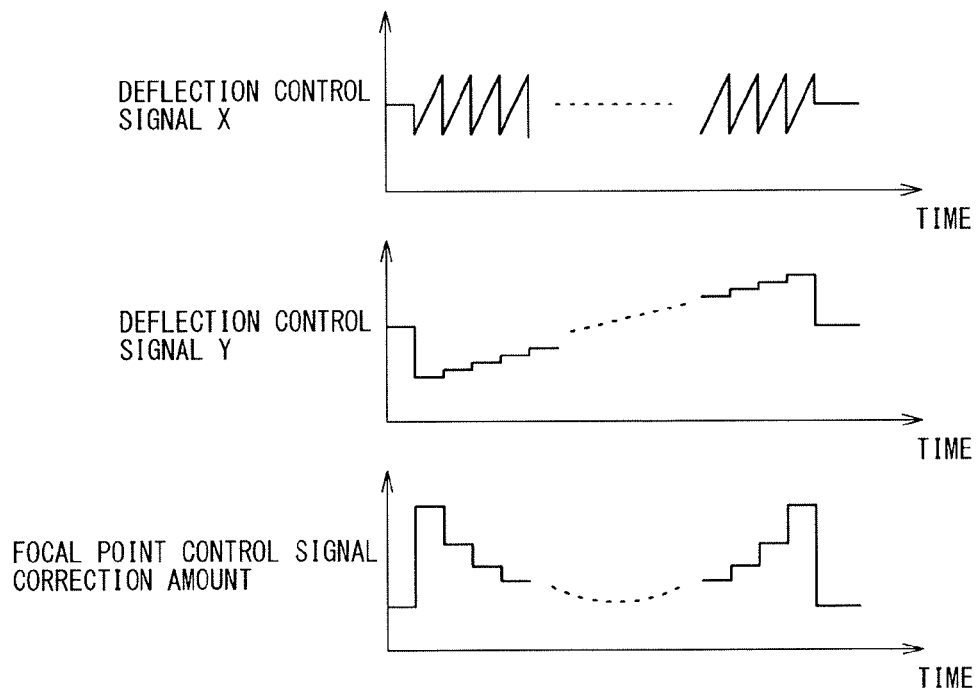 DEFLECTION CONTROL
SIGNAL X
TIME
DEFLECTION CONTROL
SIGNAL Y
TIME
FOCAL POINT CONTROL SIGNAL
CORRECTION AMOUNT
TIME